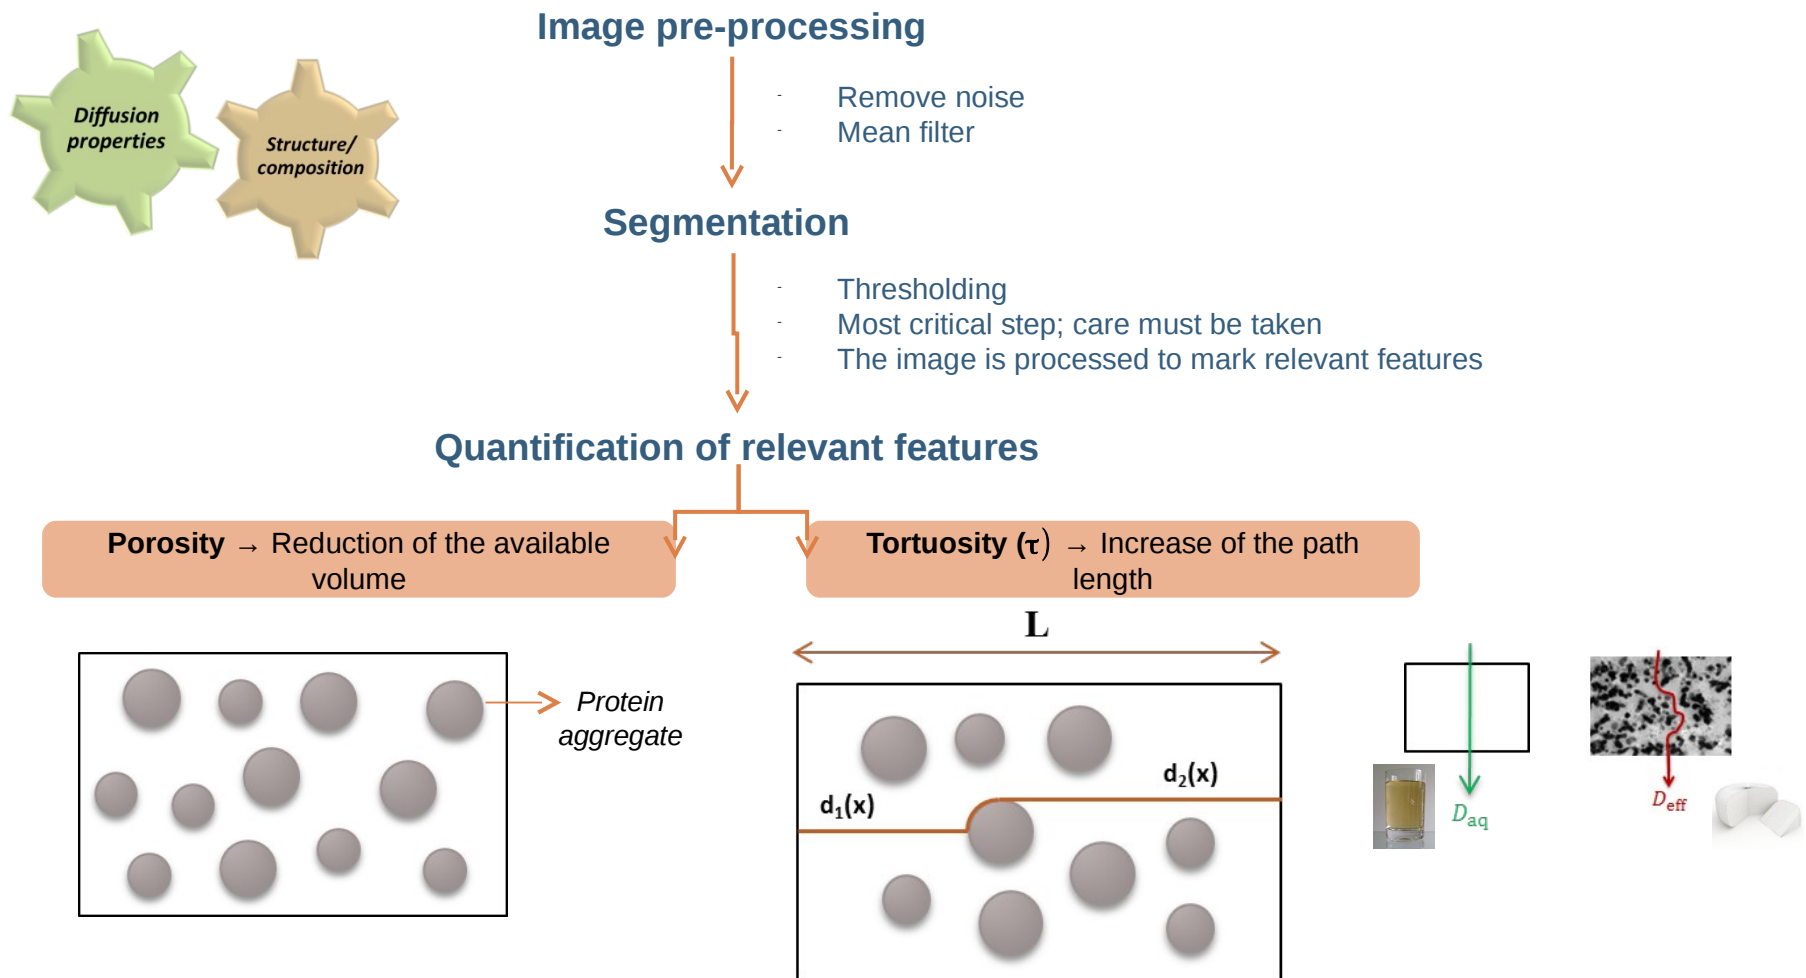 Image pre-processing
Diffusion
properties
Structure/
composition
- Remove noise
- Mean filter
Segmentation
- Thresholding
- Most critical step; care must be taken
- The image is processed to mark relevant features
Quantification of relevant features
Porosity → Reduction of the available
volume
Tortuosity (τ) → Increase of the path
length
L
Protein
aggregate
d₁(x)
d₂(x)
D_aq
D_eff